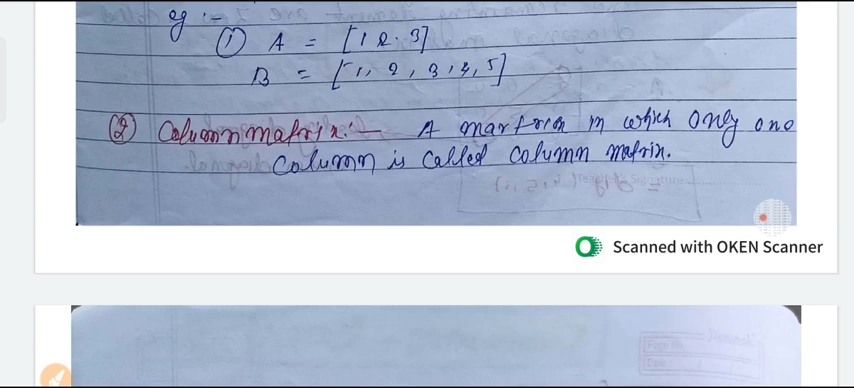 eg :-
① A = [1 2 3]
B = [1, 2, 3, 4, 5]
② Column matrix :- A martrix in which only one
column is called column matrix.
Scanned with OKEN Scanner